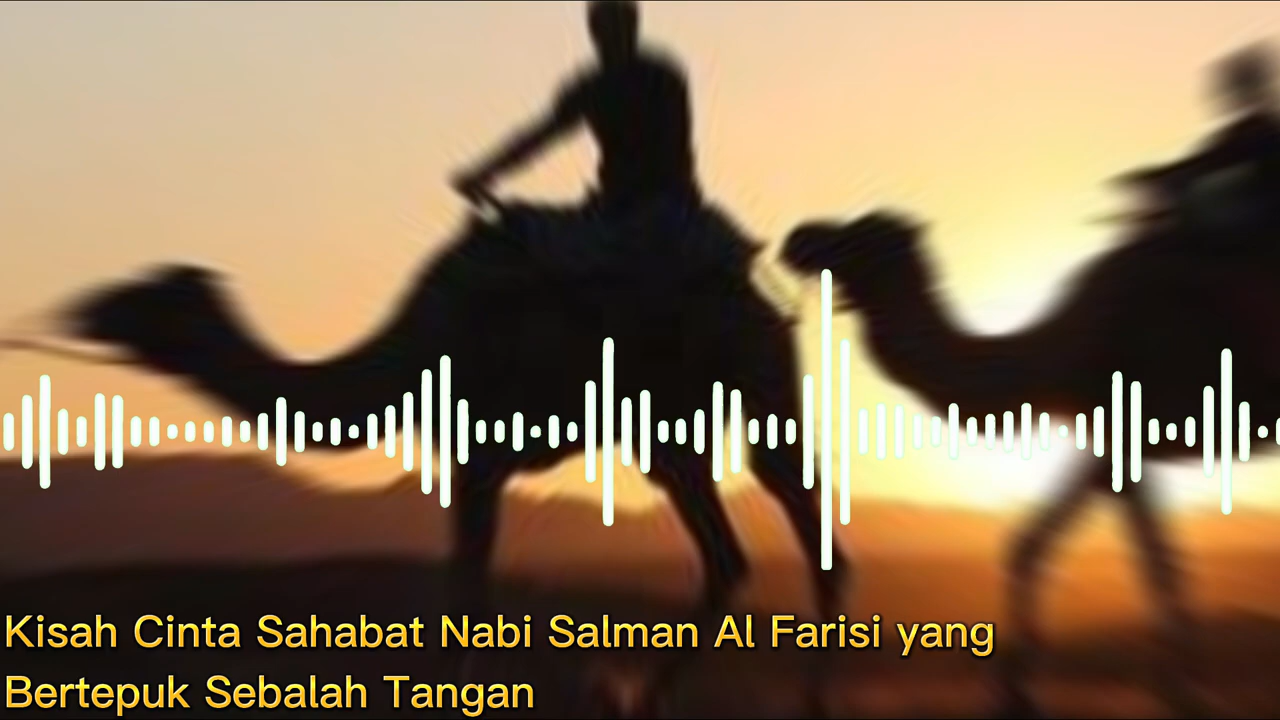 Kisah Cinta Sahabat Nabi Salman Al Farisi yang
Bertepuk Sebalah Tangan